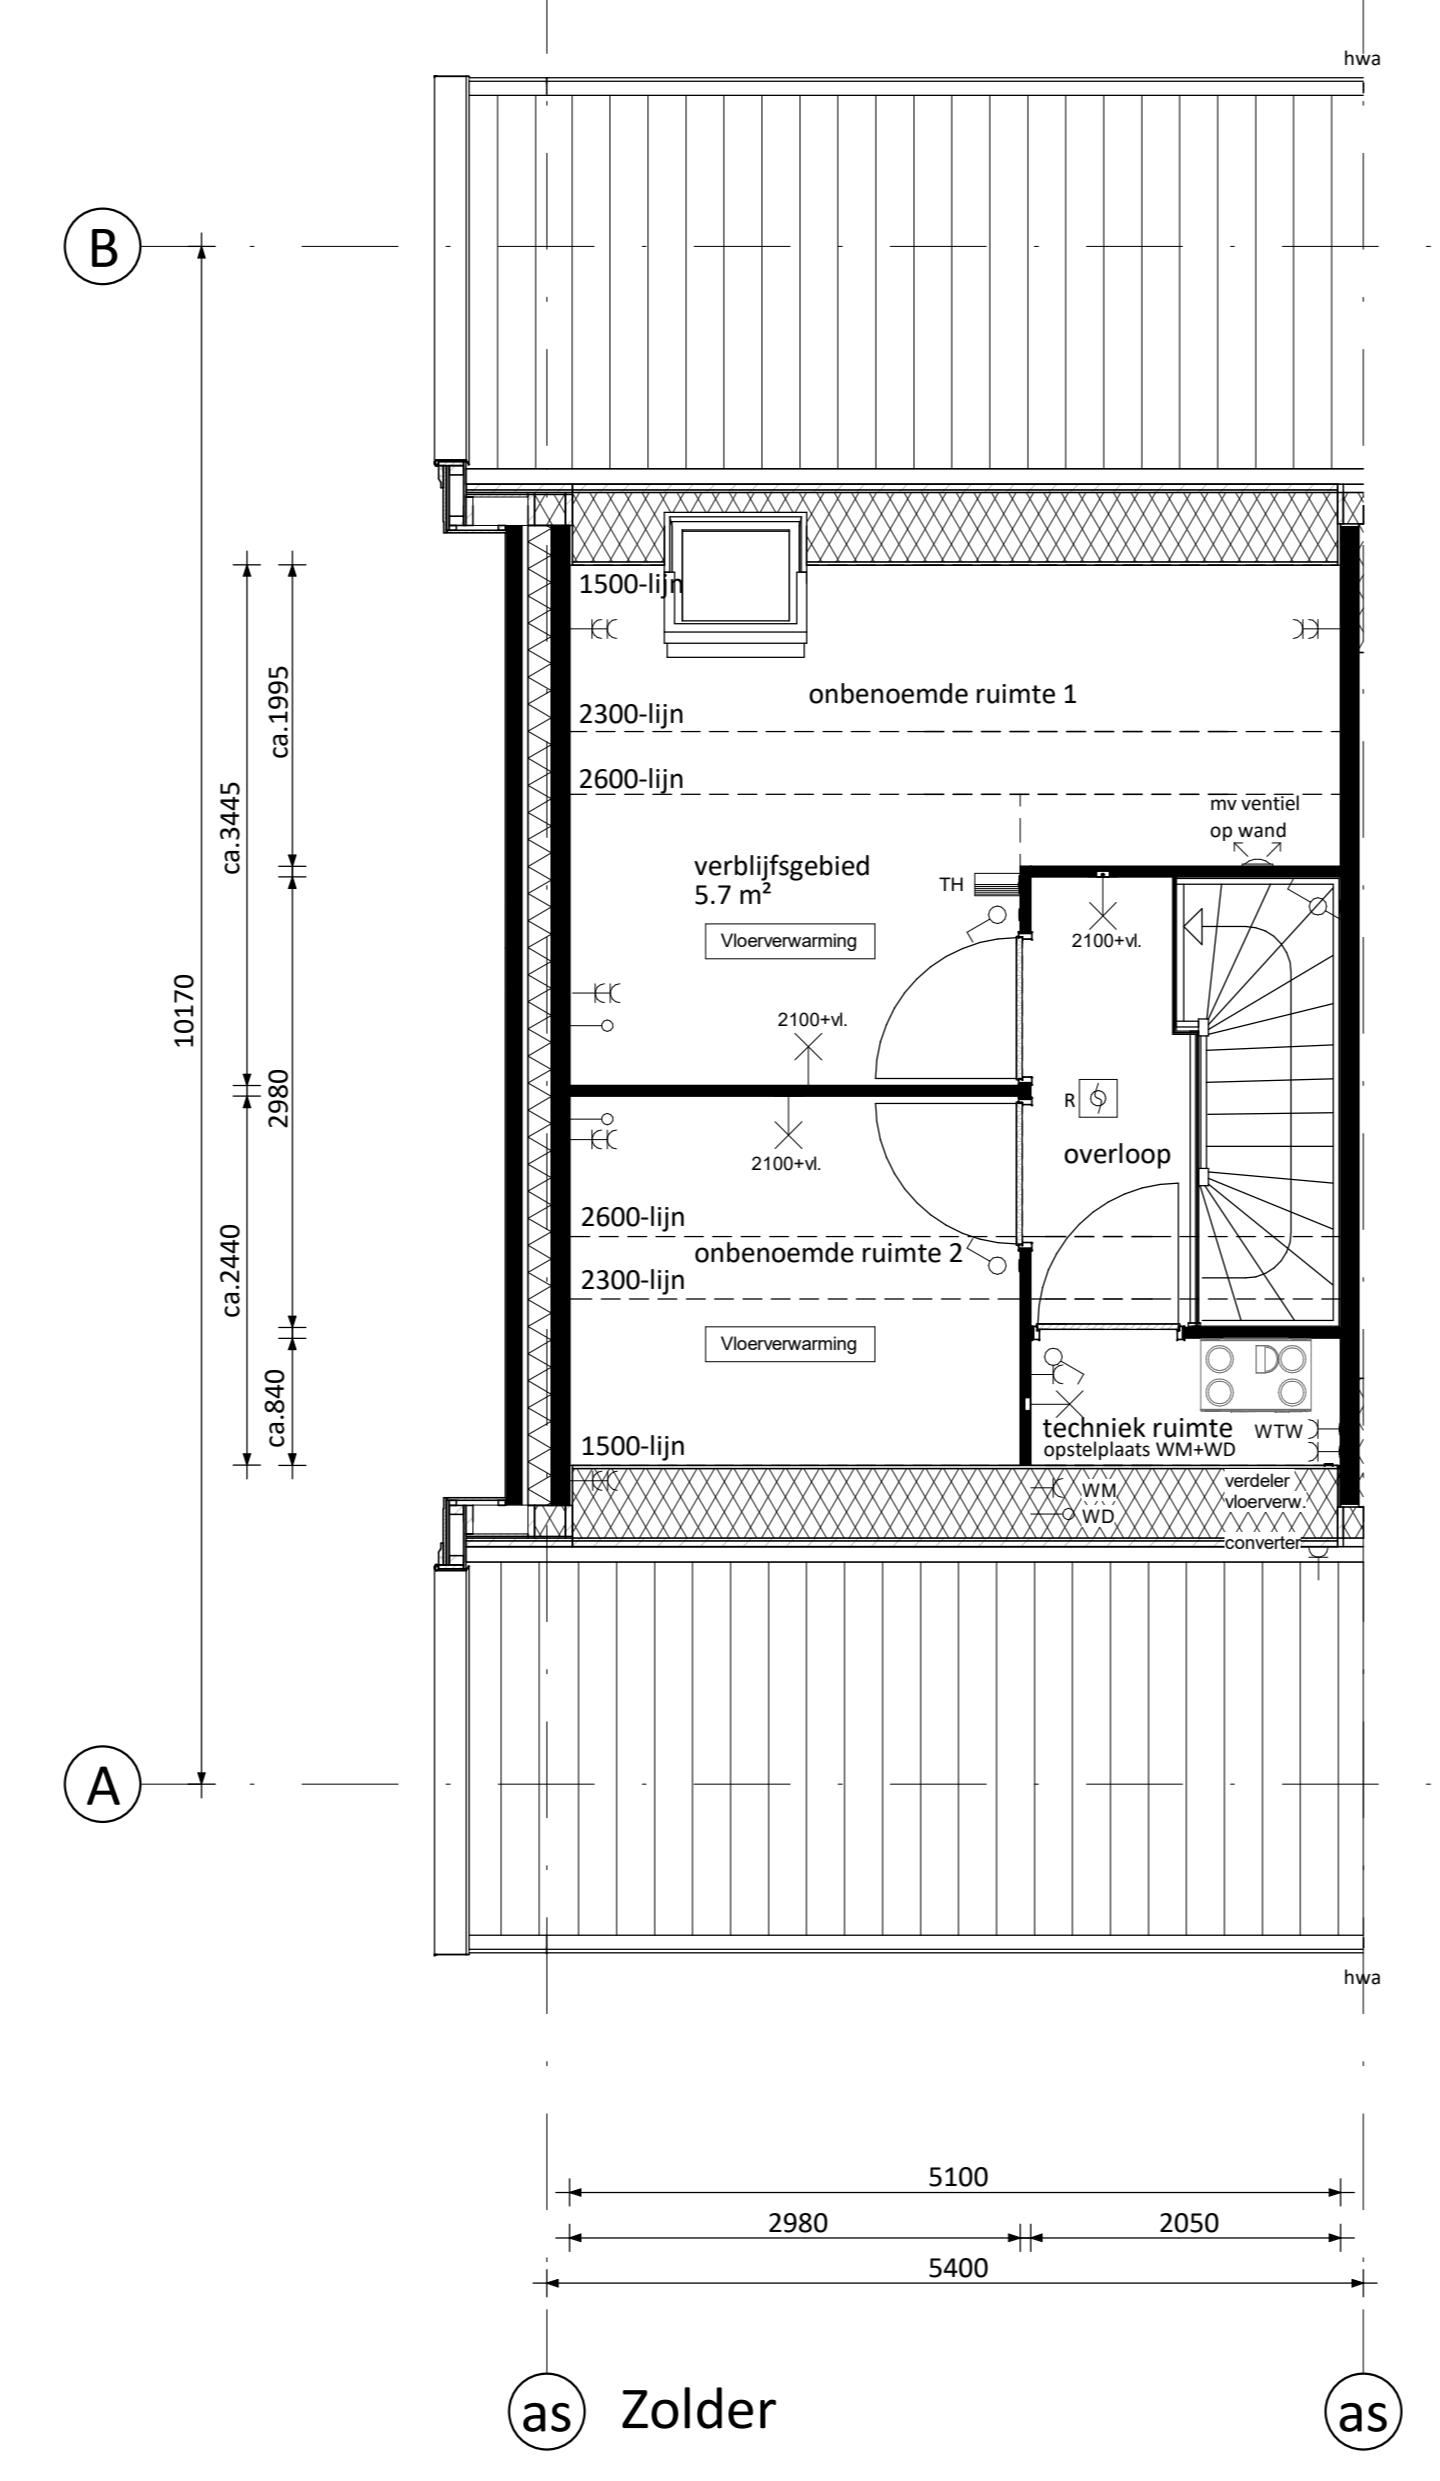 hwa
B
1500-lijn
ca.1995
onbenoemde ruimte 1
2300-lijn
2600-lijn
ca.3445
mv ventiel
op wand
verblijfsgebied
5.7 m²
TH
Vloerverwarming
2100+vl.
10170
2100+vl.
2980
R
overloop
2100+vl.
2600-lijn
onbenoemde ruimte 2
2300-lijn
ca.2440
Vloerverwarming
ca.840
techniek ruimte
WTW
1500-lijn
opstelplaats WM+WD
WM
WD
verdeler
vloerverw.
converter
A
hwa
5100
2980
2050
5400
as
Zolder
as